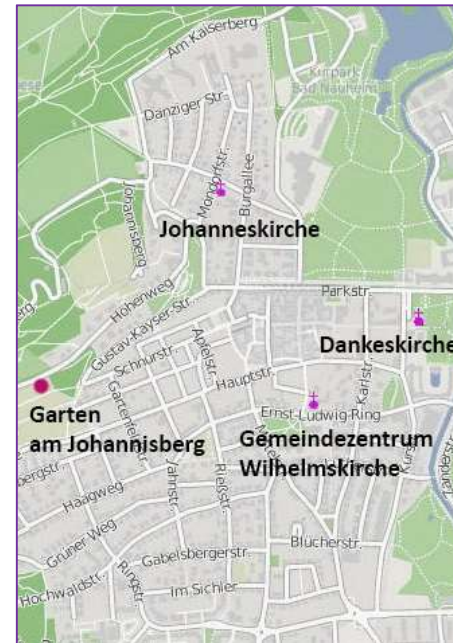 Am Kaiserberg
Kurpark
Bad Nauheim
Danziger Str.
Mondorfstr.
Burgallee
Johannisberg
Johanneskirche
Höhenweg
Parkstr.
Gustav-Kayser-Str.
Schnurstr.
Apfelstr.
Dankeskirche
Hauptstr.
Karlstr.
Garten
am Johannisberg
Gartenfeldstr.
Ernst-Ludwig-Ring
Gemeindezentrum
Wilhelmskirche
Zanderstr.
Jahnstr.
Rießstr.
Haagweg
Grüner Weg
Blücherstr.
Gabelsbergerstr.
Hochwaldstr.
Ringstr.
Im Sichler